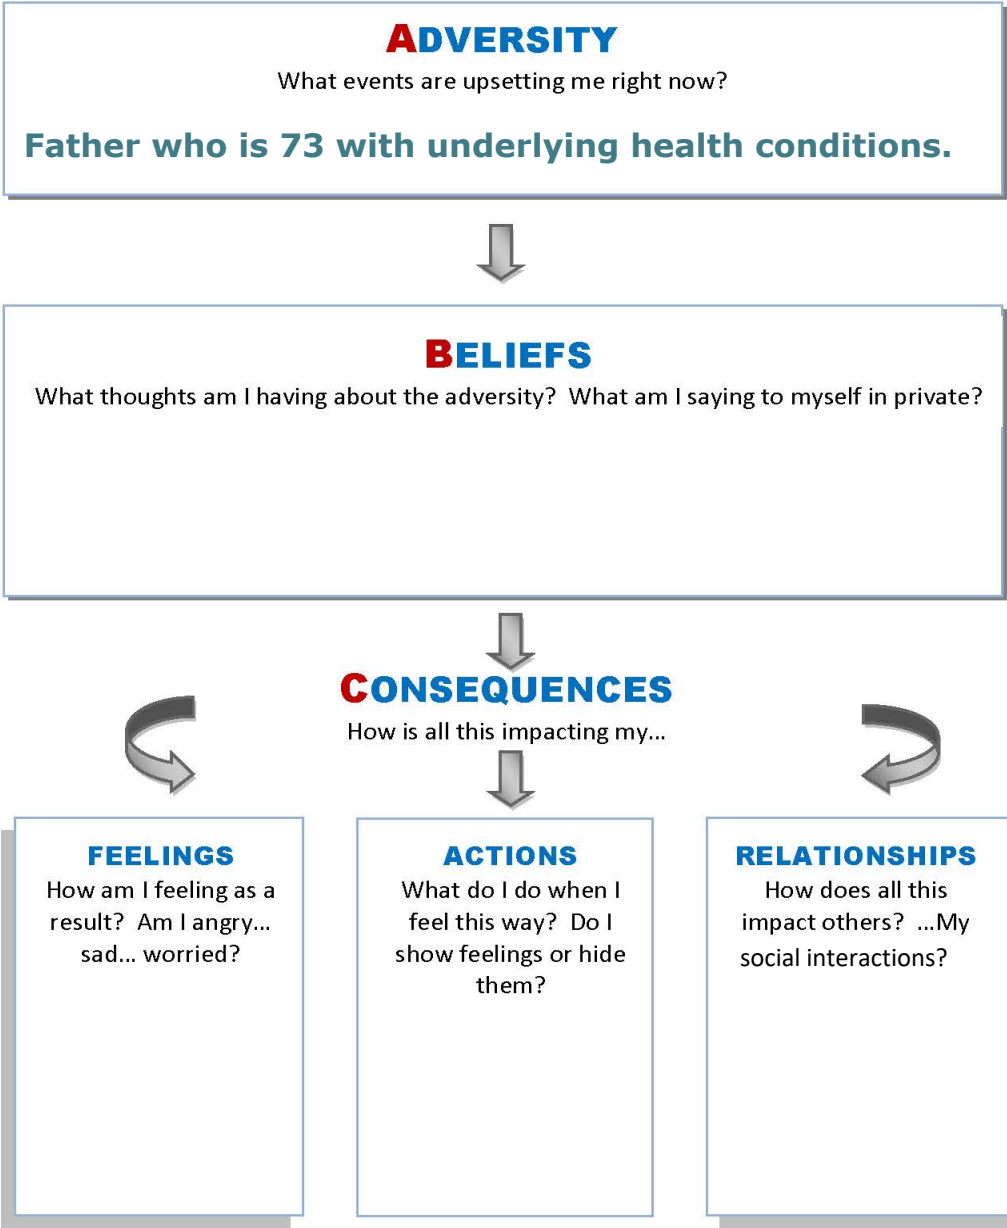 ADVERSITY
What events are upsetting me right now?
Father who is 73 with underlying health conditions.
BELIEFS
What thoughts am I having about the adversity?  What am I saying to myself in private?
CONSEQUENCES
How is all this impacting my...
FEELINGS
How am I feeling as a
result?  Am I angry...
sad... worried?
ACTIONS
What do I do when I
feel this way?  Do I
show feelings or hide
them?
RELATIONSHIPS
How does all this
impact others?  ...My
social interactions?